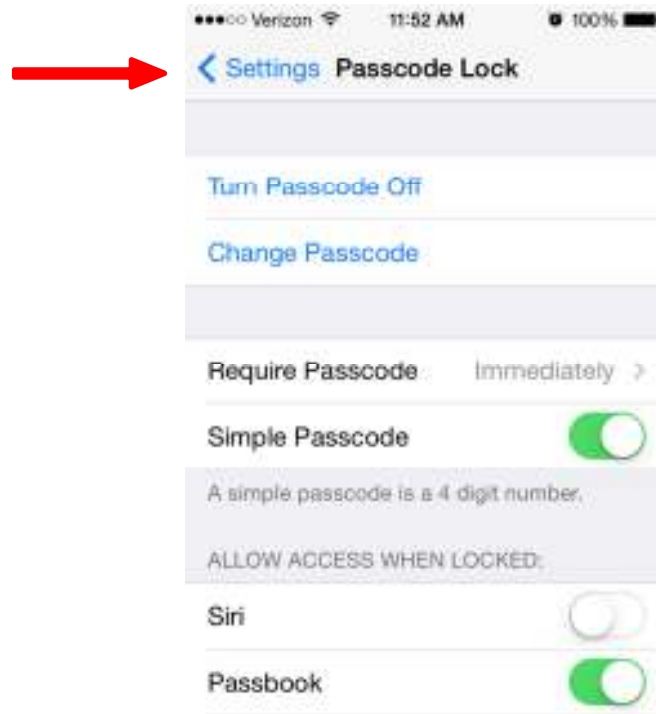 Verizon 11:52 AM 100%
Settings Passcode Lock
Turn Passcode Off
Change Passcode
Require Passcode Immediately
Simple Passcode
A simple passcode is a 4 digit number.
ALLOW ACCESS WHEN LOCKED:
Siri
Passbook